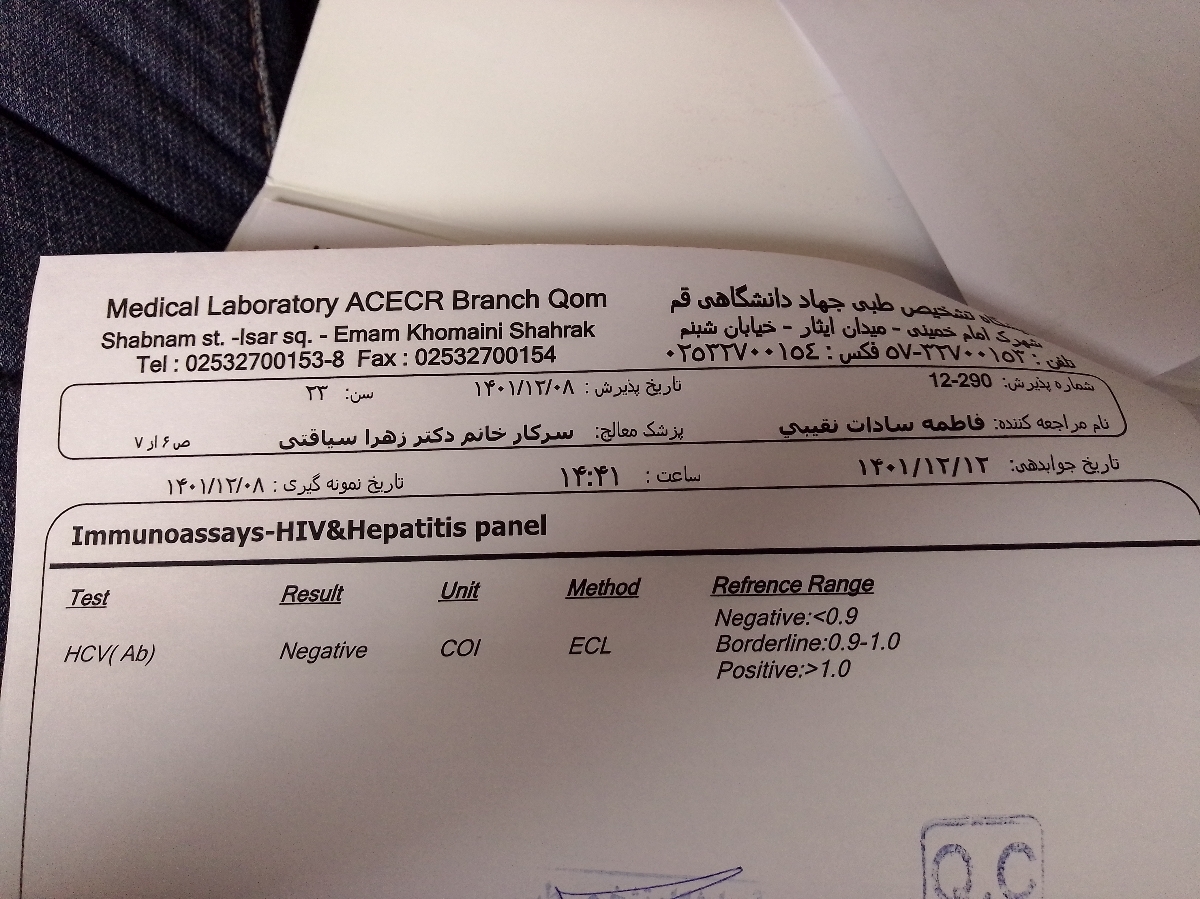 Medical Laboratory ACECR Branch Qom
Shabnam st. -Isar sq. - Emam Khomaini Shahrak
Tel : 02532700153-8 Fax : 02532700154
تشخیص طبی جهاد دانشگاهی قم
شهرک امام خمینی - میدان ایثار - خیابان شبنم
تلفن : ٥٧-٣٢٧٠٠١٥٣ فکس : ٠٢٥٣٢٧٠٠١٥٤
شماره پذیرش: 12-290 تاریخ پذیرش : ۱۴۰۱/۱۲/۰۸ سن: ۲۳
نام مراجعه کننده: فاطمه سادات نقیبي پزشک معالج: سرکار خانم دکتر زهرا سیاقتی ص ۶ از ۷
تاریخ جوابدهی: ۱۴۰۱/۱۲/۱۲ ساعت : ۱۴:۴۱ تاریخ نمونه گیری : ۱۴۰۱/۱۲/۰۸
Immunoassays-HIV&Hepatitis panel
Test Result Unit Method Refrence Range
Negative:<0.9
HCV( Ab) Negative COI ECL Borderline:0.9-1.0
Positive:>1.0
Q.C